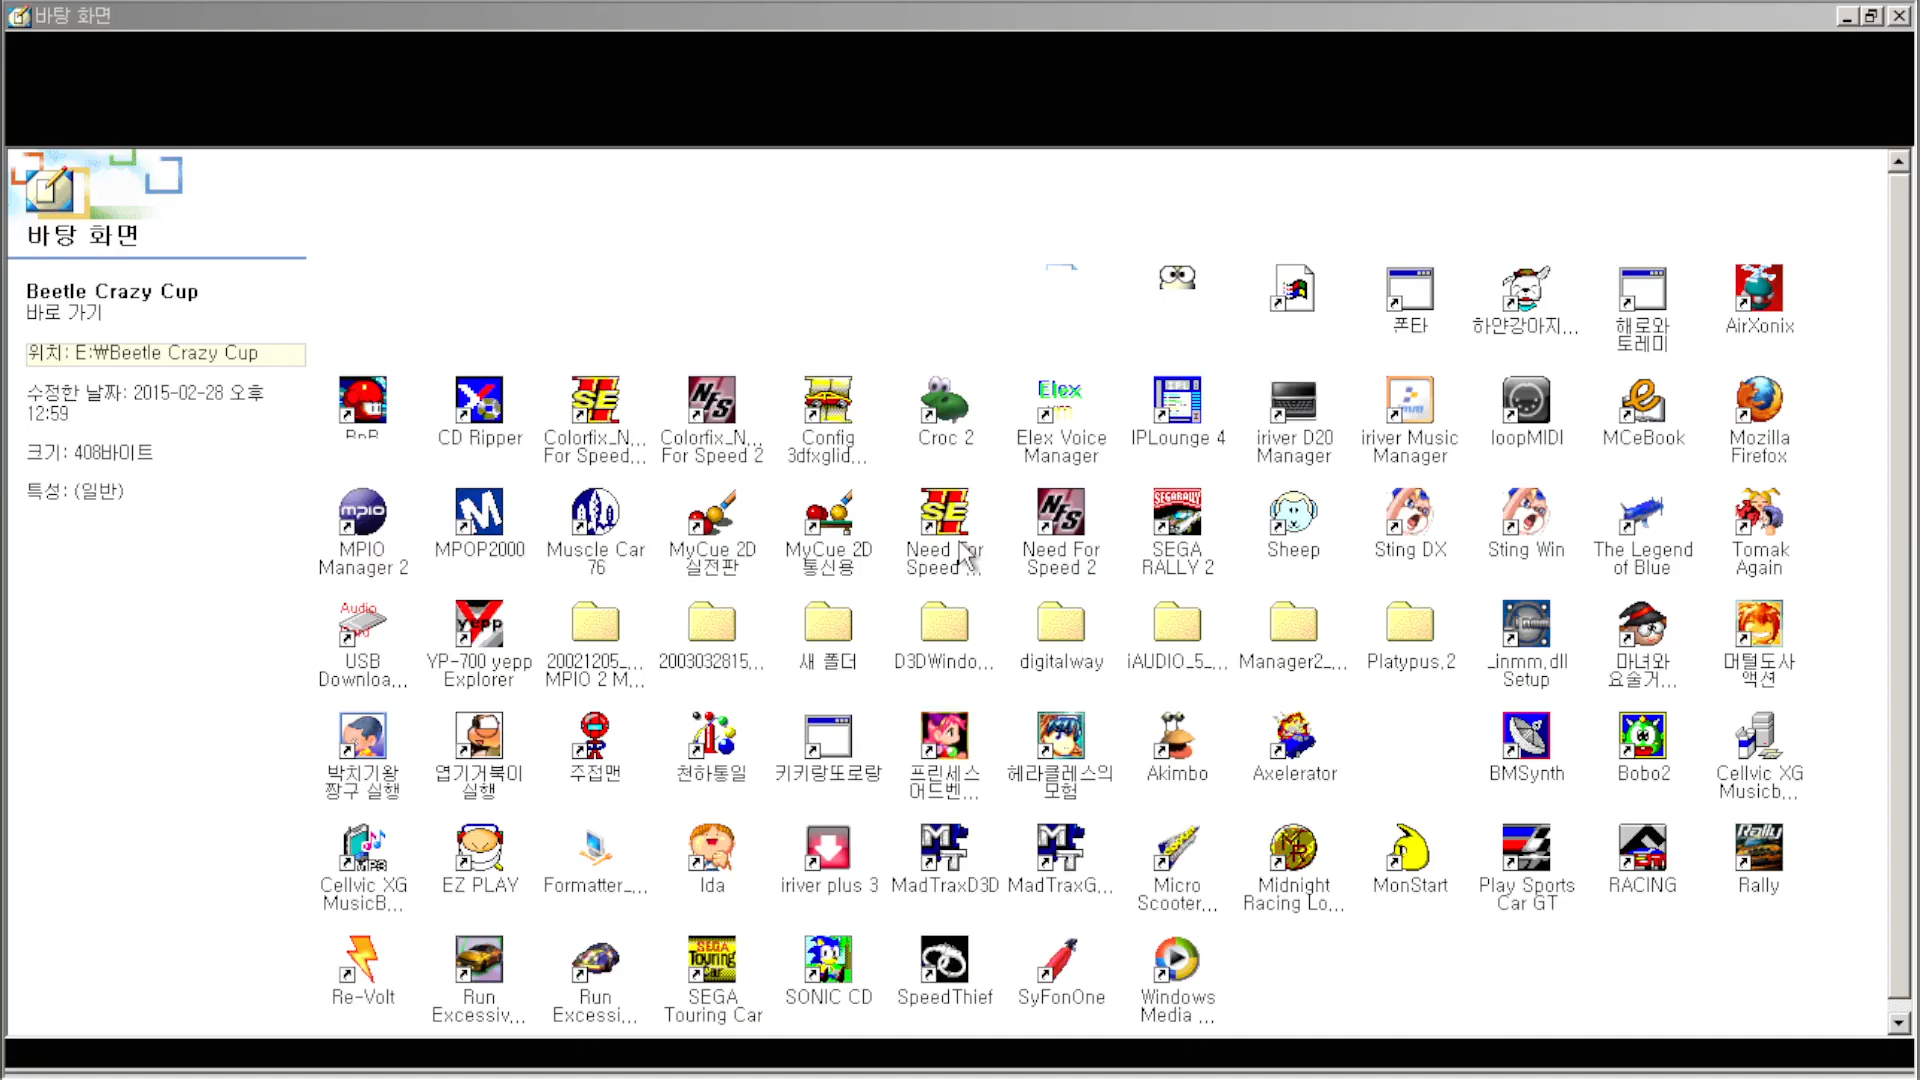 바탕 화면
바탕 화면
Beetle Crazy Cup
바로 가기
위치: E:₩Beetle Crazy Cup
수정한 날짜: 2015-02-28 오후
12:59
크기: 408바이트
특성: (일반)
폰타
하얀강아지...
해로와
토레미
AirXonix
CD Ripper
Colorfix_N...
For Speed...
Colorfix_N...
For Speed 2
Config
3dfxglid...
Croc 2
Elex Voice
Manager
IPLounge 4
iriver D20
Manager
iriver Music
Manager
loopMIDI
MCeBook
Mozilla
Firefox
MPIO
Manager 2
MPOP2000
Muscle Car
76
MyCue 2D
실전판
MyCue 2D
통신용
Need For
Speed ...
Need For
Speed 2
SEGA
RALLY 2
Sheep
Sting DX
Sting Win
The Legend
of Blue
Tomak
Again
USB
Downloa...
YP-700 yepp
Explorer
20021205_...
MPIO 2 M...
2003032815...
새 폴더
D3DWindo...
digitalway
iAUDIO_5_...
Manager2_...
Platypus.2
_inmm.dll
Setup
마녀와
요술거...
머털도사
액션
박치기왕
짱구 실행
엽기거북이
실행
주접맨
천하통일
키키랑또로랑
프린세스
어드벤...
헤라클레스의
모험
Akimbo
Axelerator
BMSynth
Bobo2
Cellvic XG
Musicb...
Cellvic XG
MusicB...
EZ PLAY
Formatter_...
Ida
iriver plus 3
MadTraxD3D
MadTraxG...
Micro
Scooter...
Midnight
Racing Lo...
MonStart
Play Sports
Car GT
RACING
Rally
Re-Volt
Run
Excessiv...
Run
Excessi...
SEGA
Touring Car
SONIC CD
SpeedThief
SyFonOne
Windows
Media ...